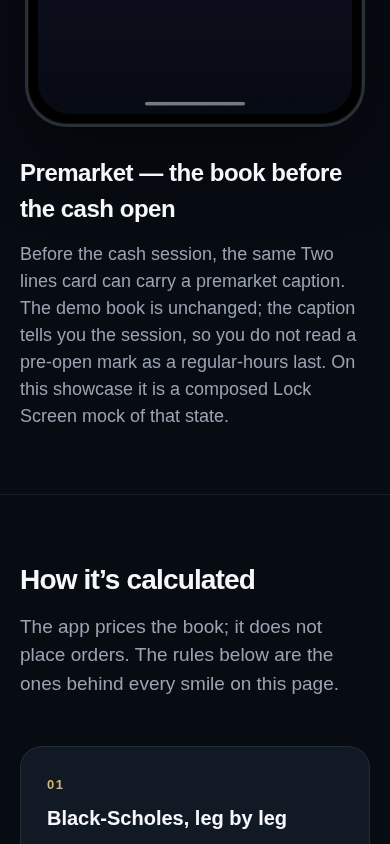 Premarket — the book before
the cash open
Before the cash session, the same Two
lines card can carry a premarket caption.
The demo book is unchanged; the caption
tells you the session, so you do not read a
pre-open mark as a regular-hours last. On
this showcase it is a composed Lock
Screen mock of that state.
How it’s calculated
The app prices the book; it does not
place orders. The rules below are the
ones behind every smile on this page.
01
Black-Scholes, leg by leg